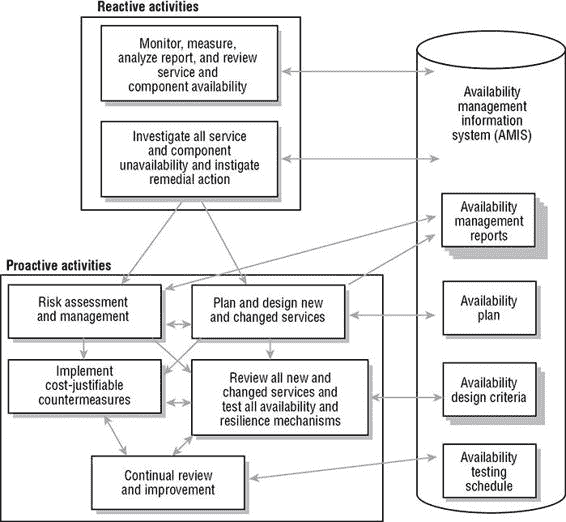 Reactive activities
Monitor, measure,
analyze report, and review
service and
component availability
Investigate all service
and component
unavailability and instigate
remedial action
Proactive activities
Risk assessment
and management
Plan and design new
and changed services
Implement
cost-justifiable
countermeasures
Review all new and
changed services and
test all availability and
resilience mechanisms
Continual review
and improvement
Availability
management
information
system (AMIS)
Availability
management
reports
Availability
plan
Availability
design criteria
Availability
testing
schedule